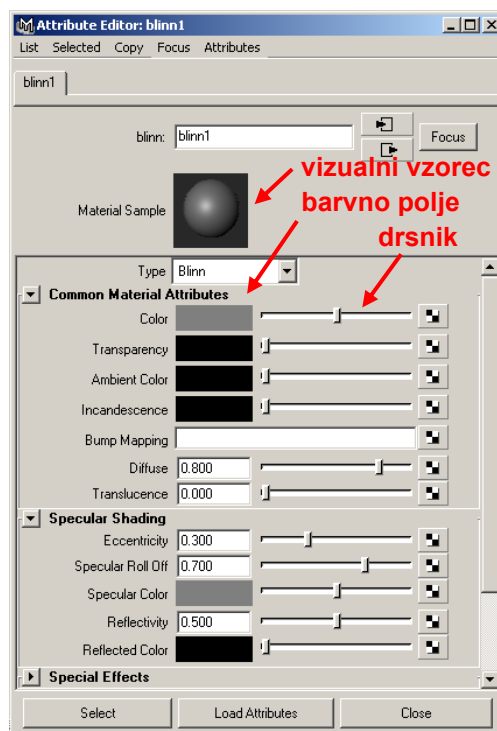 Attribute Editor: blinn1
List Selected Copy Focus Attributes
blinn1
blinn: blinn1 Focus
vizualni vzorec
barvno polje
drsnik
Material Sample
Type Blinn
Common Material Attributes
Color
Transparency
Ambient Color
Incandescence
Bump Mapping
Diffuse 0.800
Translucence 0.000
Specular Shading
Eccentricity 0.300
Specular Roll Off 0.700
Specular Color
Reflectivity 0.500
Reflected Color
Special Effects
Select Load Attributes Close